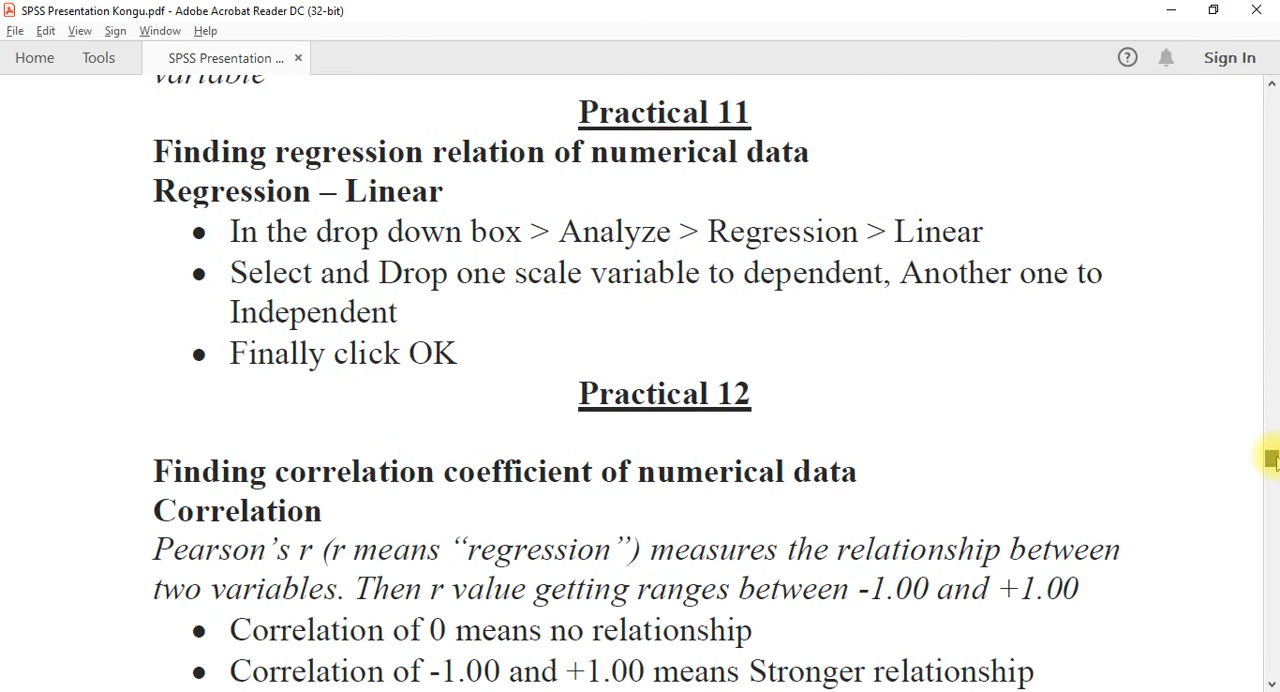 SPSS Presentation Kongu.pdf - Adobe Acrobat Reader DC (32-bit)
File Edit View Sign Window Help
Home Tools SPSS Presentation ... × ? Sign In
variable
Practical 11
Finding regression relation of numerical data
Regression – Linear
● In the drop down box > Analyze > Regression > Linear
● Select and Drop one scale variable to dependent, Another one to
Independent
● Finally click OK
Practical 12
Finding correlation coefficient of numerical data
Correlation
Pearson's r (r means “regression”) measures the relationship between
two variables. Then r value getting ranges between -1.00 and +1.00
● Correlation of 0 means no relationship
● Correlation of -1.00 and +1.00 means Stronger relationship